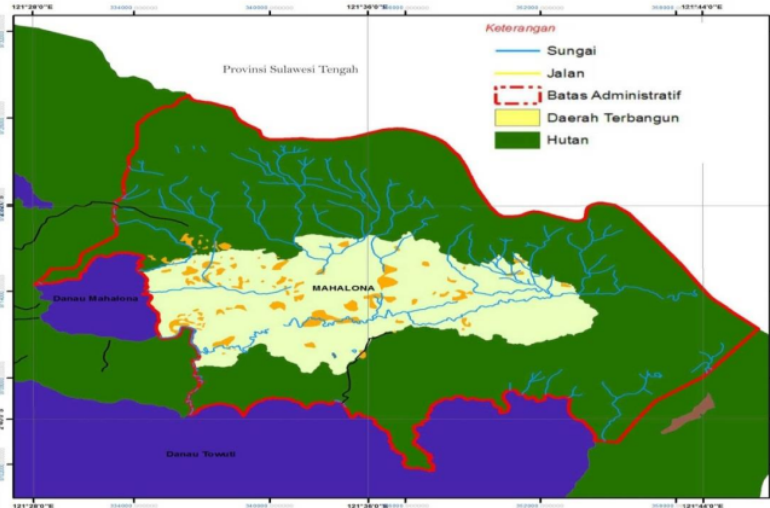 121°28'0"E
121°36'0"E
121°44'0"E
Keterangan
Sungai
Jalan
Batas Administratif
Daerah Terbangun
Hutan
Provinsi Sulawesi Tengah
MAHALONA
Danau Mahalona
Danau Towuti
121°28'0"E
121°36'0"E
121°44'0"E